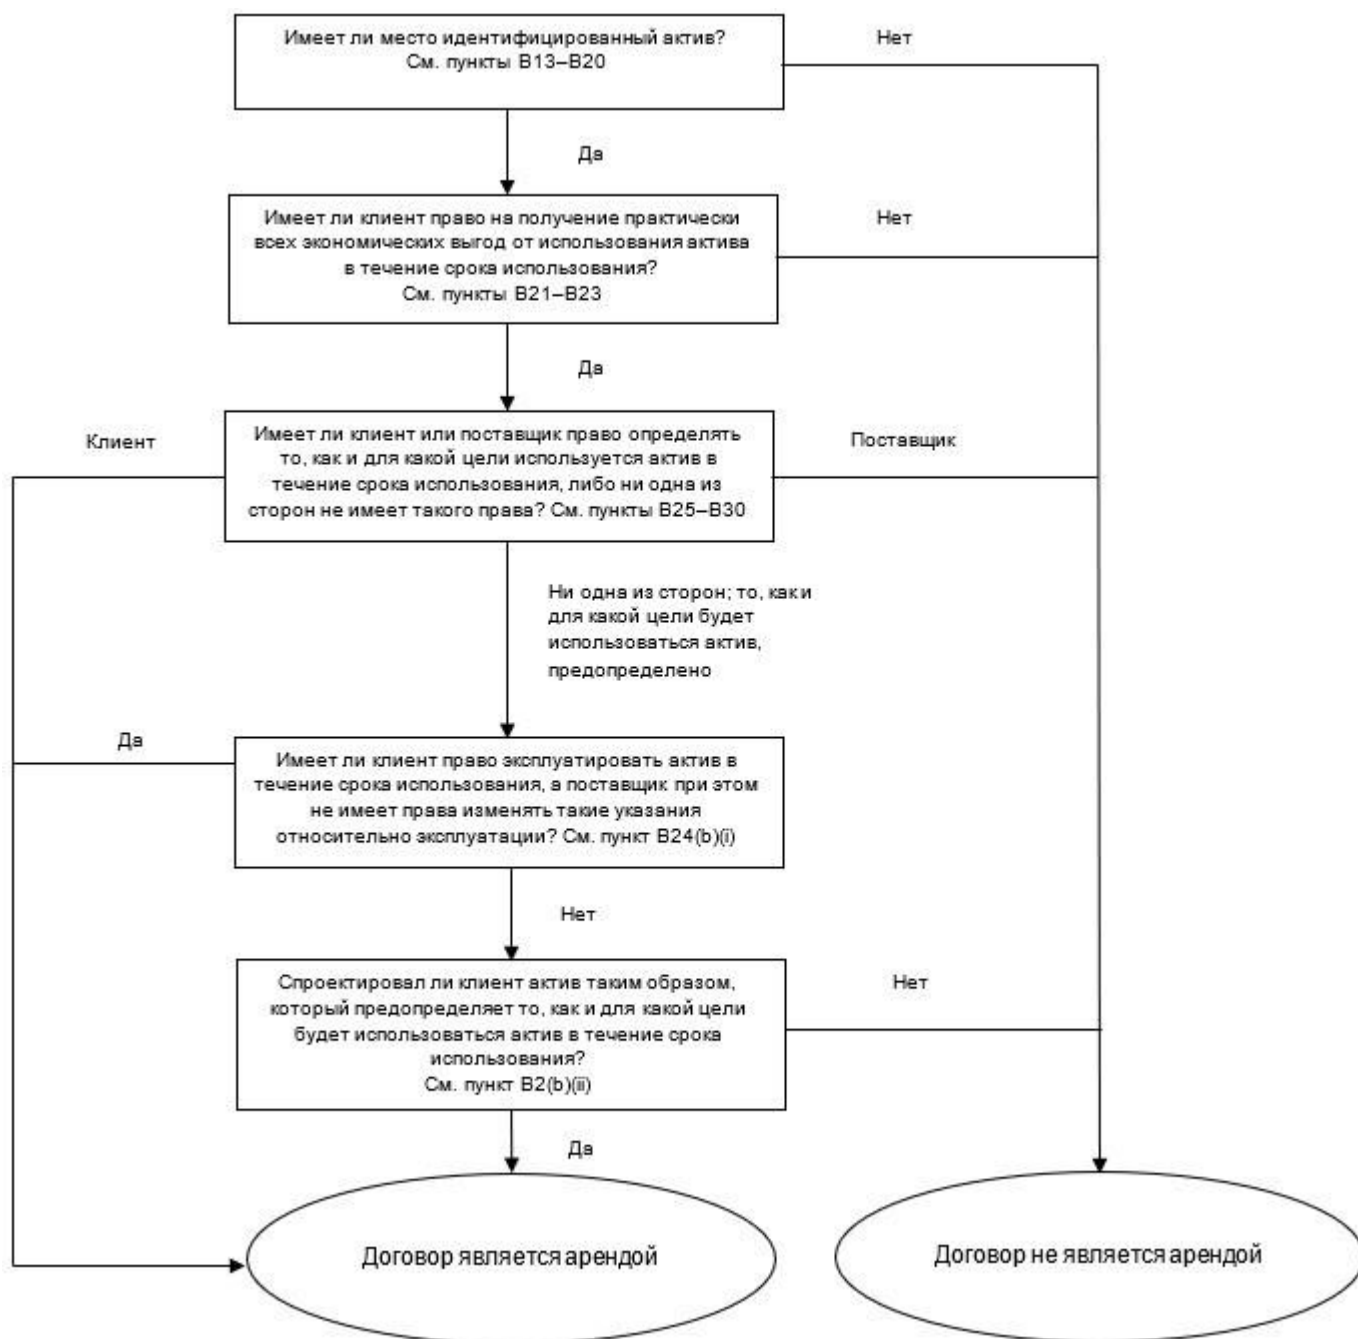 Имеет ли место идентифицированный актив?
См. пункты B13–B20
Нет
Да
Имеет ли клиент право на получение практически
всех экономических выгод от использования актива
в течение срока использования?
См. пункты B21–B23
Нет
Да
Клиент
Имеет ли клиент или поставщик право определять
то, как и для какой цели используется актив в
течение срока использования, либо ни одна из
сторон не имеет такого права? См. пункты B25–B30
Поставщик
Ни одна из сторон; то, как и
для какой цели будет
использоваться актив,
предопределено
Да
Имеет ли клиент право эксплуатировать актив в
течение срока использования, а поставщик при этом
не имеет права изменять такие указания
относительно эксплуатации? См. пункт B24(b)(i)
Нет
Спроектировал ли клиент актив таким образом,
который предопределяет то, как и для какой цели
будет использоваться актив в течение срока
использования?
См. пункт B2(b)(ii)
Нет
Да
Договор является арендой
Договор не является арендой